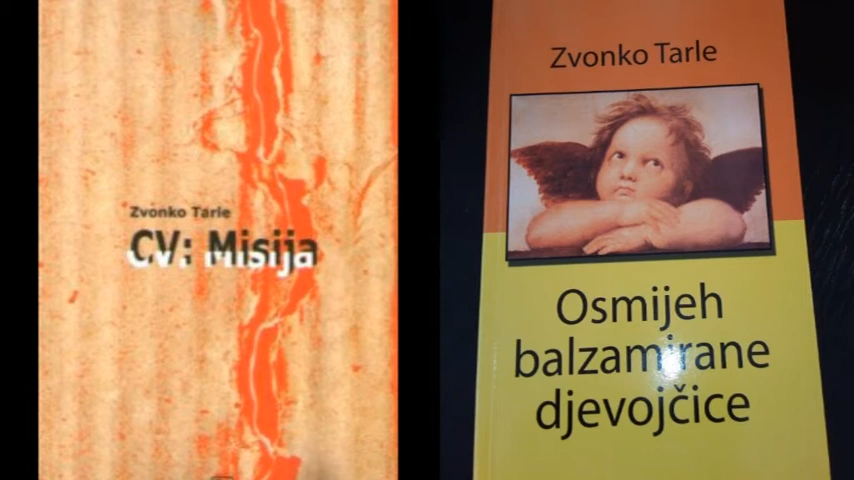 Zvonko Tarle
CV: Misija
Zvonko Tarle
Osmijeh
balzamirane
djevojčice